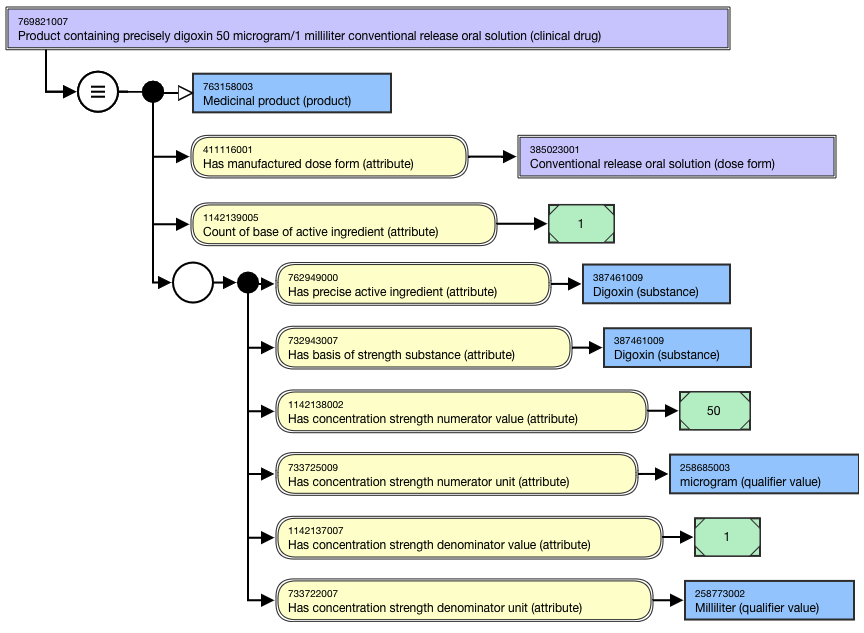 769821007
Product containing precisely digoxin 50 microgram/1 milliliter conventional release oral solution (clinical drug)
763158003
Medicinal product (product)
411116001
Has manufactured dose form (attribute)
385023001
Conventional release oral solution (dose form)
1142139005
Count of base of active ingredient (attribute)
1
762949000
Has precise active ingredient (attribute)
387461009
Digoxin (substance)
732943007
Has basis of strength substance (attribute)
387461009
Digoxin (substance)
1142138002
Has concentration strength numerator value (attribute)
50
733725009
Has concentration strength numerator unit (attribute)
258685003
microgram (qualifier value)
1142137007
Has concentration strength denominator value (attribute)
1
733722007
Has concentration strength denominator unit (attribute)
258773002
Milliliter (qualifier value)